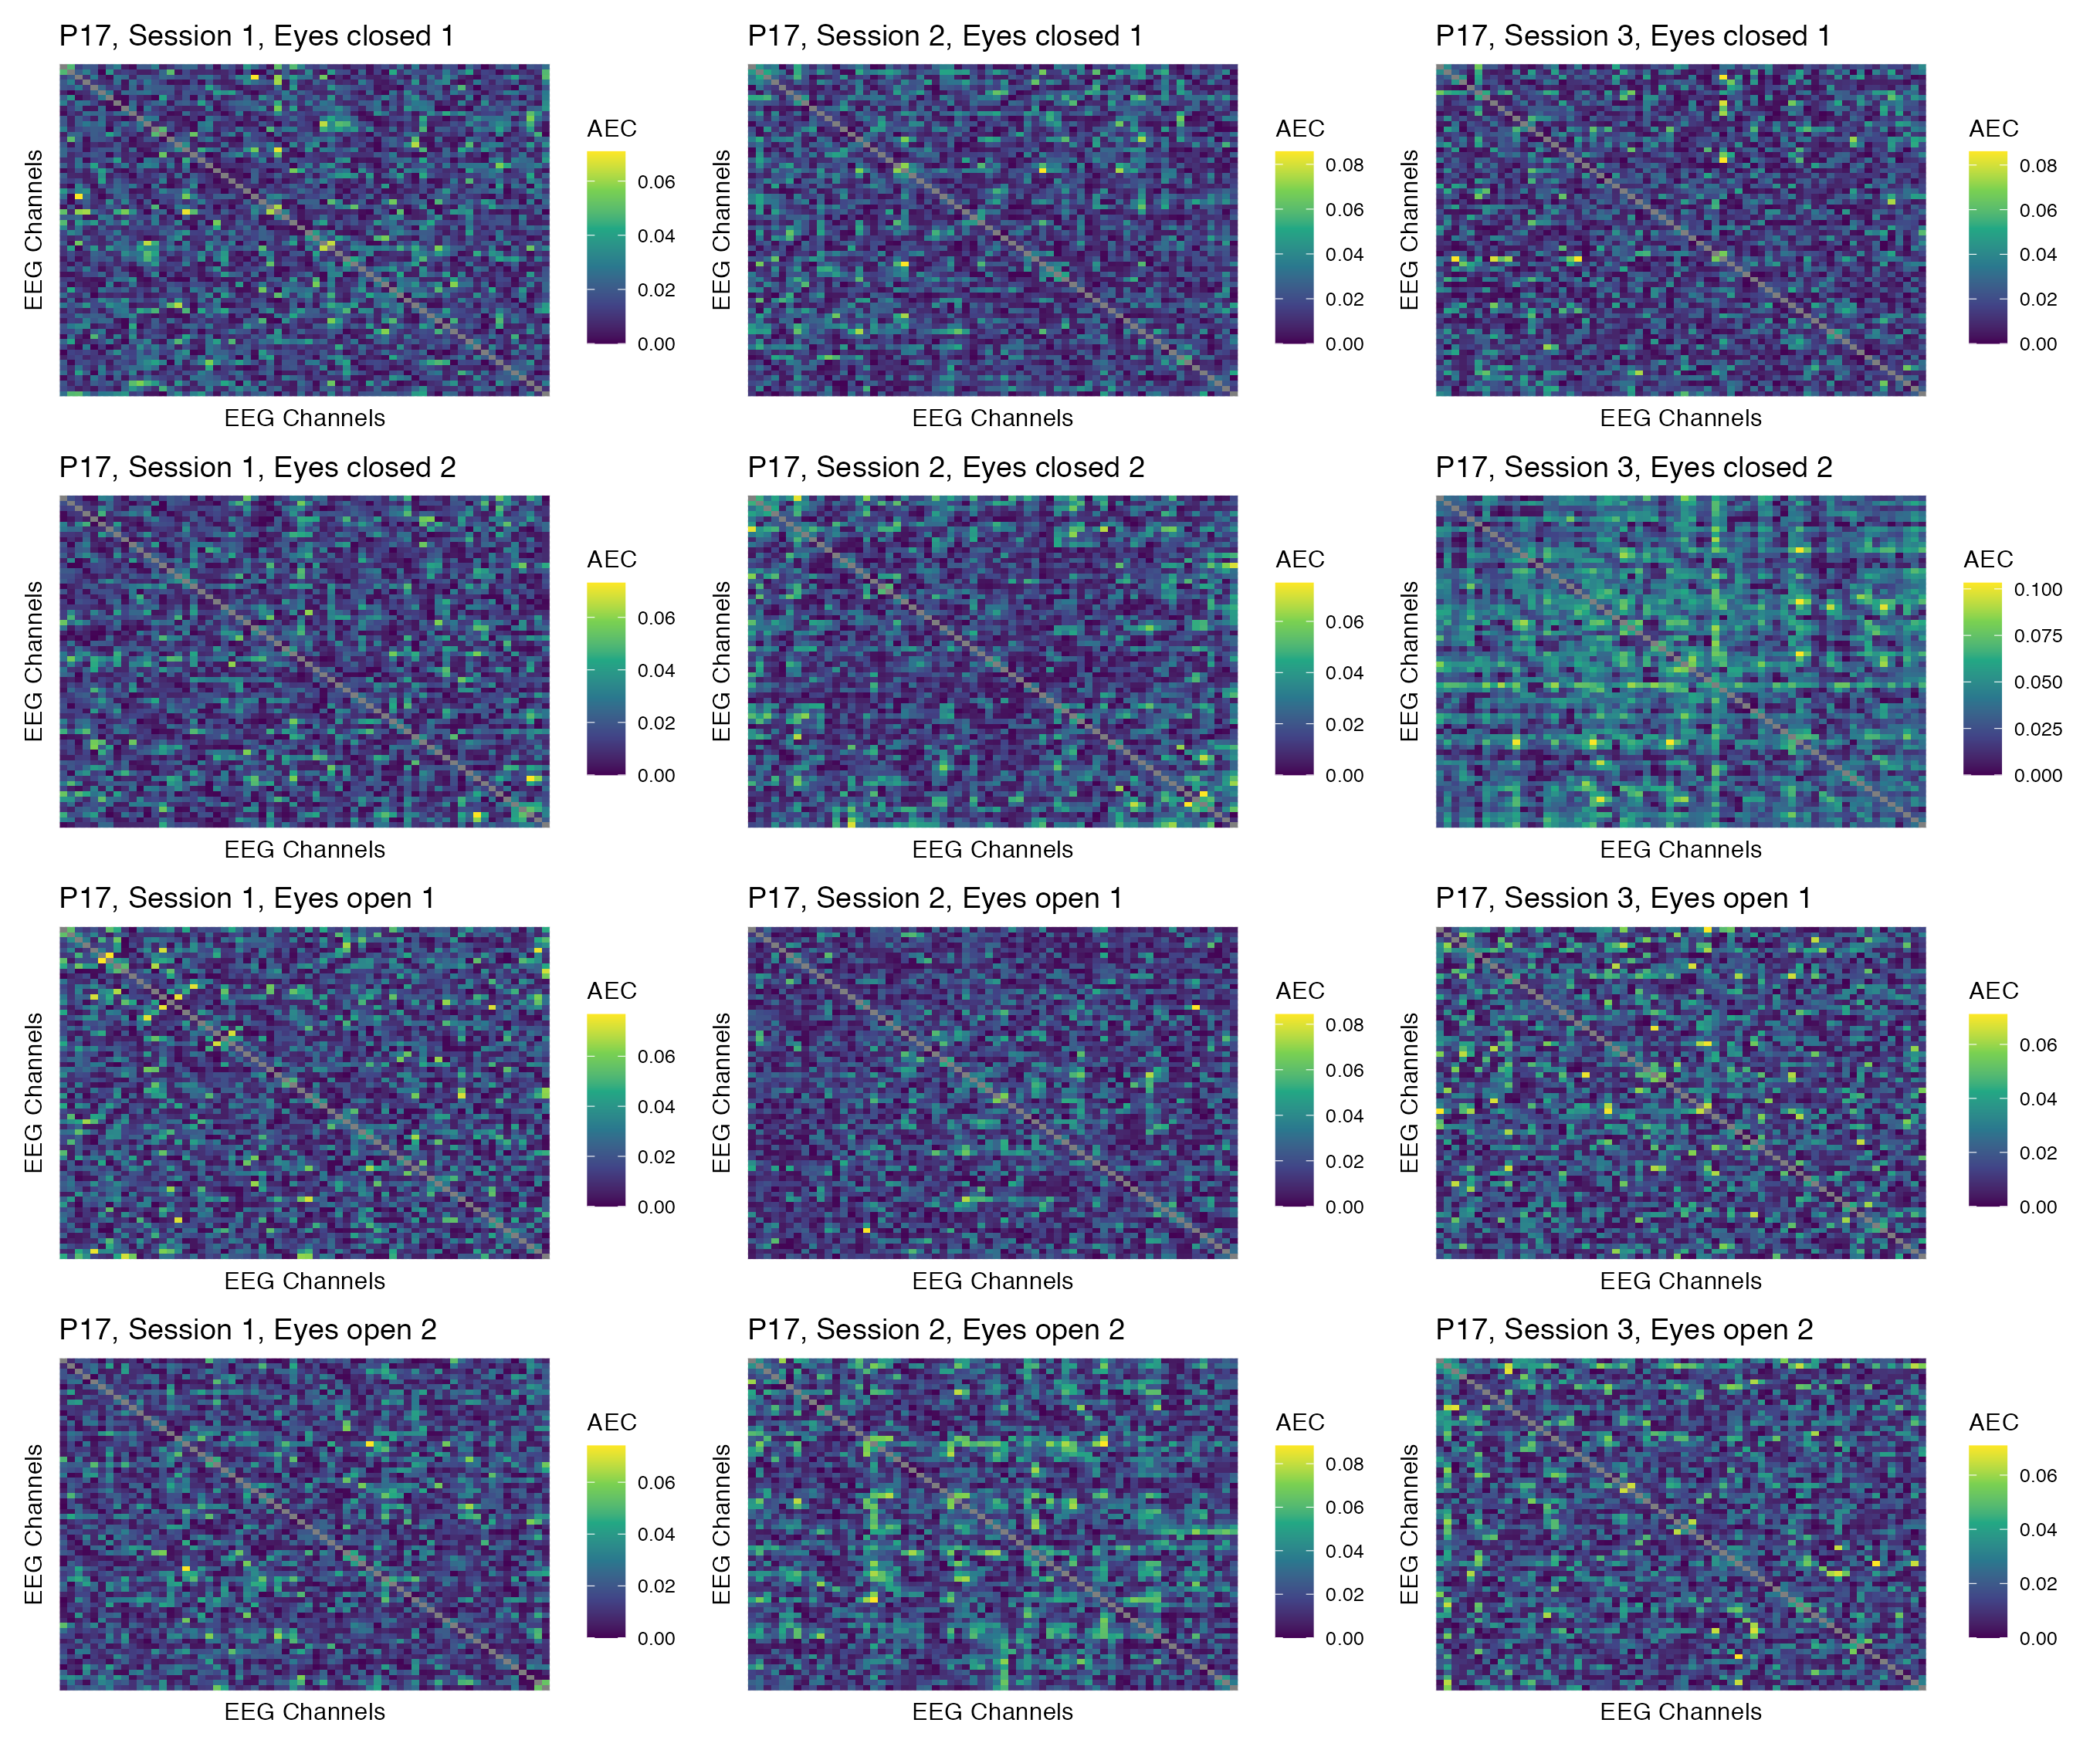 P17, Session 1, Eyes closed 1
EEG Channels
EEG Channels
AEC
0.06
0.04
0.02
0.00
P17, Session 2, Eyes closed 1
EEG Channels
EEG Channels
AEC
0.08
0.06
0.04
0.02
0.00
P17, Session 3, Eyes closed 1
EEG Channels
EEG Channels
AEC
0.08
0.06
0.04
0.02
0.00
P17, Session 1, Eyes closed 2
EEG Channels
EEG Channels
AEC
0.06
0.04
0.02
0.00
P17, Session 2, Eyes closed 2
EEG Channels
EEG Channels
AEC
0.06
0.04
0.02
0.00
P17, Session 3, Eyes closed 2
EEG Channels
EEG Channels
AEC
0.100
0.075
0.050
0.025
0.000
P17, Session 1, Eyes open 1
EEG Channels
EEG Channels
AEC
0.06
0.04
0.02
0.00
P17, Session 2, Eyes open 1
EEG Channels
EEG Channels
AEC
0.08
0.06
0.04
0.02
0.00
P17, Session 3, Eyes open 1
EEG Channels
EEG Channels
AEC
0.06
0.04
0.02
0.00
P17, Session 1, Eyes open 2
EEG Channels
EEG Channels
AEC
0.06
0.04
0.02
0.00
P17, Session 2, Eyes open 2
EEG Channels
EEG Channels
AEC
0.08
0.06
0.04
0.02
0.00
P17, Session 3, Eyes open 2
EEG Channels
EEG Channels
AEC
0.06
0.04
0.02
0.00